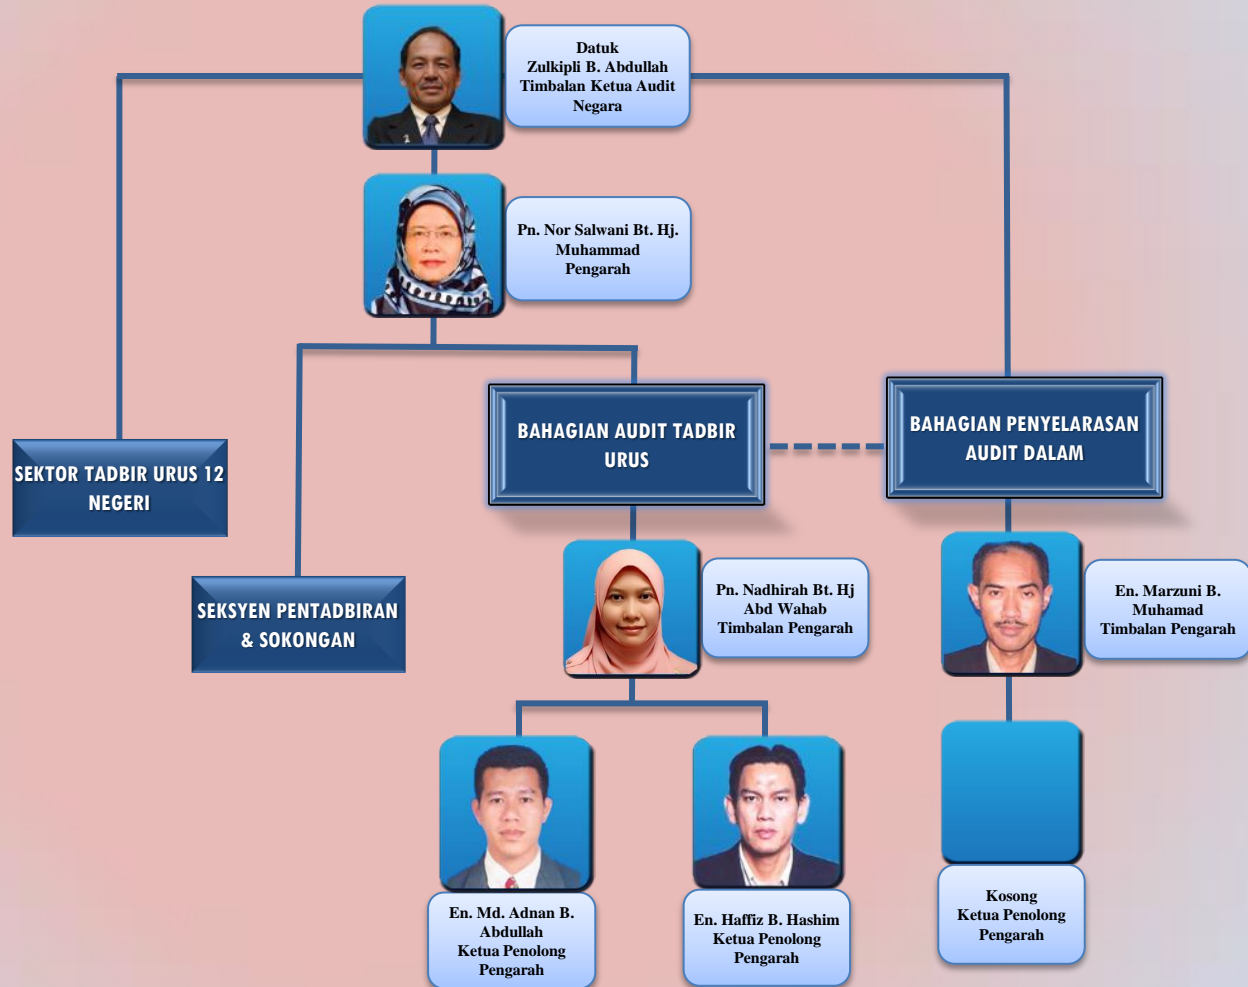 Datuk
Zulkipli B. Abdullah
Timbalan Ketua Audit
Negara
Pn. Nor Salwani Bt. Hj.
Muhammad
Pengarah
BAHAGIAN AUDIT TADBIR
URUS
BAHAGIAN PENYELARASAN
AUDIT DALAM
SEKTOR TADBIR URUS 12
NEGERI
SEKSYEN PENTADBIRAN
& SOKONGAN
Pn. Nadhirah Bt. Hj
Abd Wahab
Timbalan Pengarah
En. Marzuni B.
Muhamad
Timbalan Pengarah
En. Md. Adnan B.
Abdullah
Ketua Penolong
Pengarah
En. Haffiz B. Hashim
Ketua Penolong
Pengarah
Kosong
Ketua Penolong
Pengarah